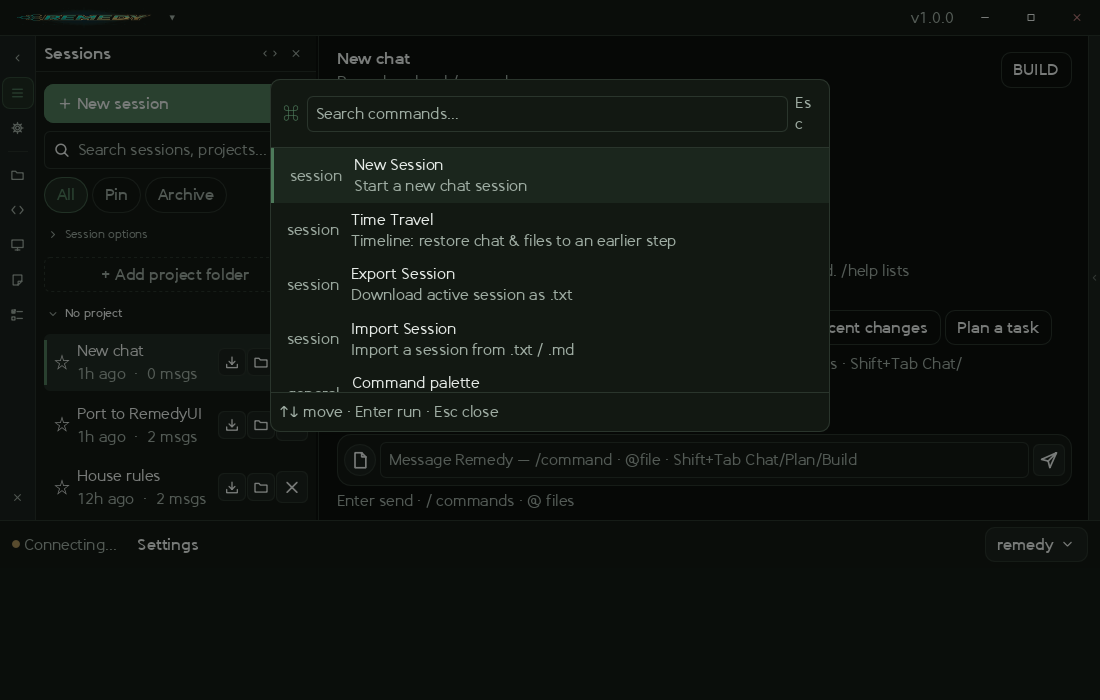 REMEDY
v1.0.0
Sessions
New chat
BUILD
+ New session
Search commands...
Es
c
Search sessions, projects...
session
New Session
Start a new chat session
All
Pin
Archive
session
Time Travel
Timeline: restore chat & files to an earlier step
Session options
+ Add project folder
session
Export Session
Download active session as .txt
d. /help lists
No project
session
Import Session
Import a session from .txt / .md
cent changes
Plan a task
New chat
1h ago · 0 msgs
s · Shift+Tab Chat/
Command palette
↑↓ move · Enter run · Esc close
Port to RemedyUI
1h ago · 2 msgs
Message Remedy — /command · @file · Shift+Tab Chat/Plan/Build
House rules
12h ago · 2 msgs
Enter send · / commands · @ files
Connecting...
Settings
remedy